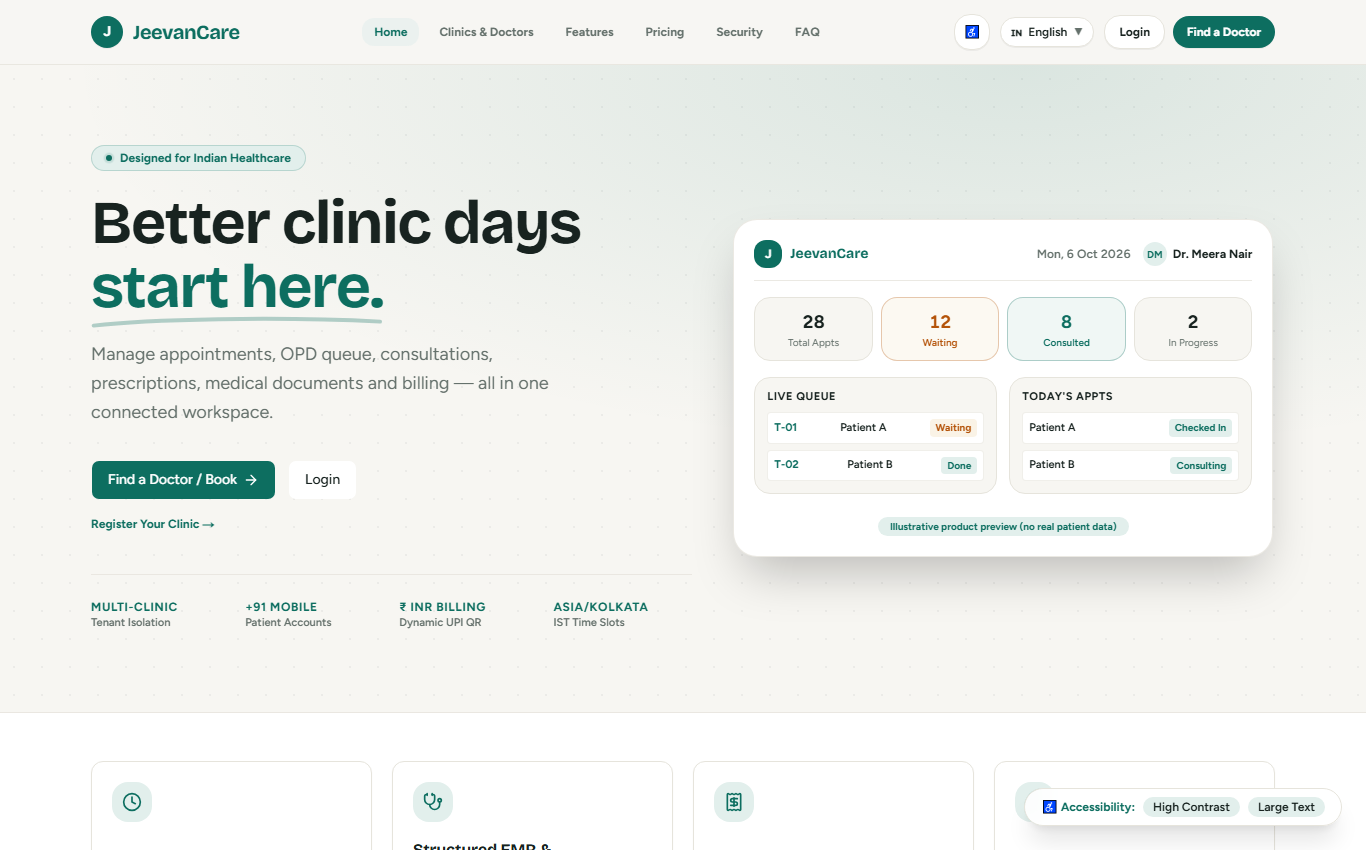 J JeevanCare
Home Clinics & Doctors Features Pricing Security FAQ
IN English ▼ Login Find a Doctor
Designed for Indian Healthcare
Better clinic days
start here.
Manage appointments, OPD queue, consultations,
prescriptions, medical documents and billing — all in one
connected workspace.
Find a Doctor / Book →
Login
Register Your Clinic →
MULTI-CLINIC
Tenant Isolation
+91 MOBILE
Patient Accounts
₹ INR BILLING
Dynamic UPI QR
ASIA/KOLKATA
IST Time Slots
J JeevanCare
Mon, 6 Oct 2026 DM Dr. Meera Nair
28
Total Appts
12
Waiting
8
Consulted
2
In Progress
LIVE QUEUE
T-01 Patient A Waiting
T-02 Patient B Done
TODAY'S APPTS
Patient A Checked In
Patient B Consulting
Illustrative product preview (no real patient data)
Structured EMR &
Accessibility: High Contrast Large Text